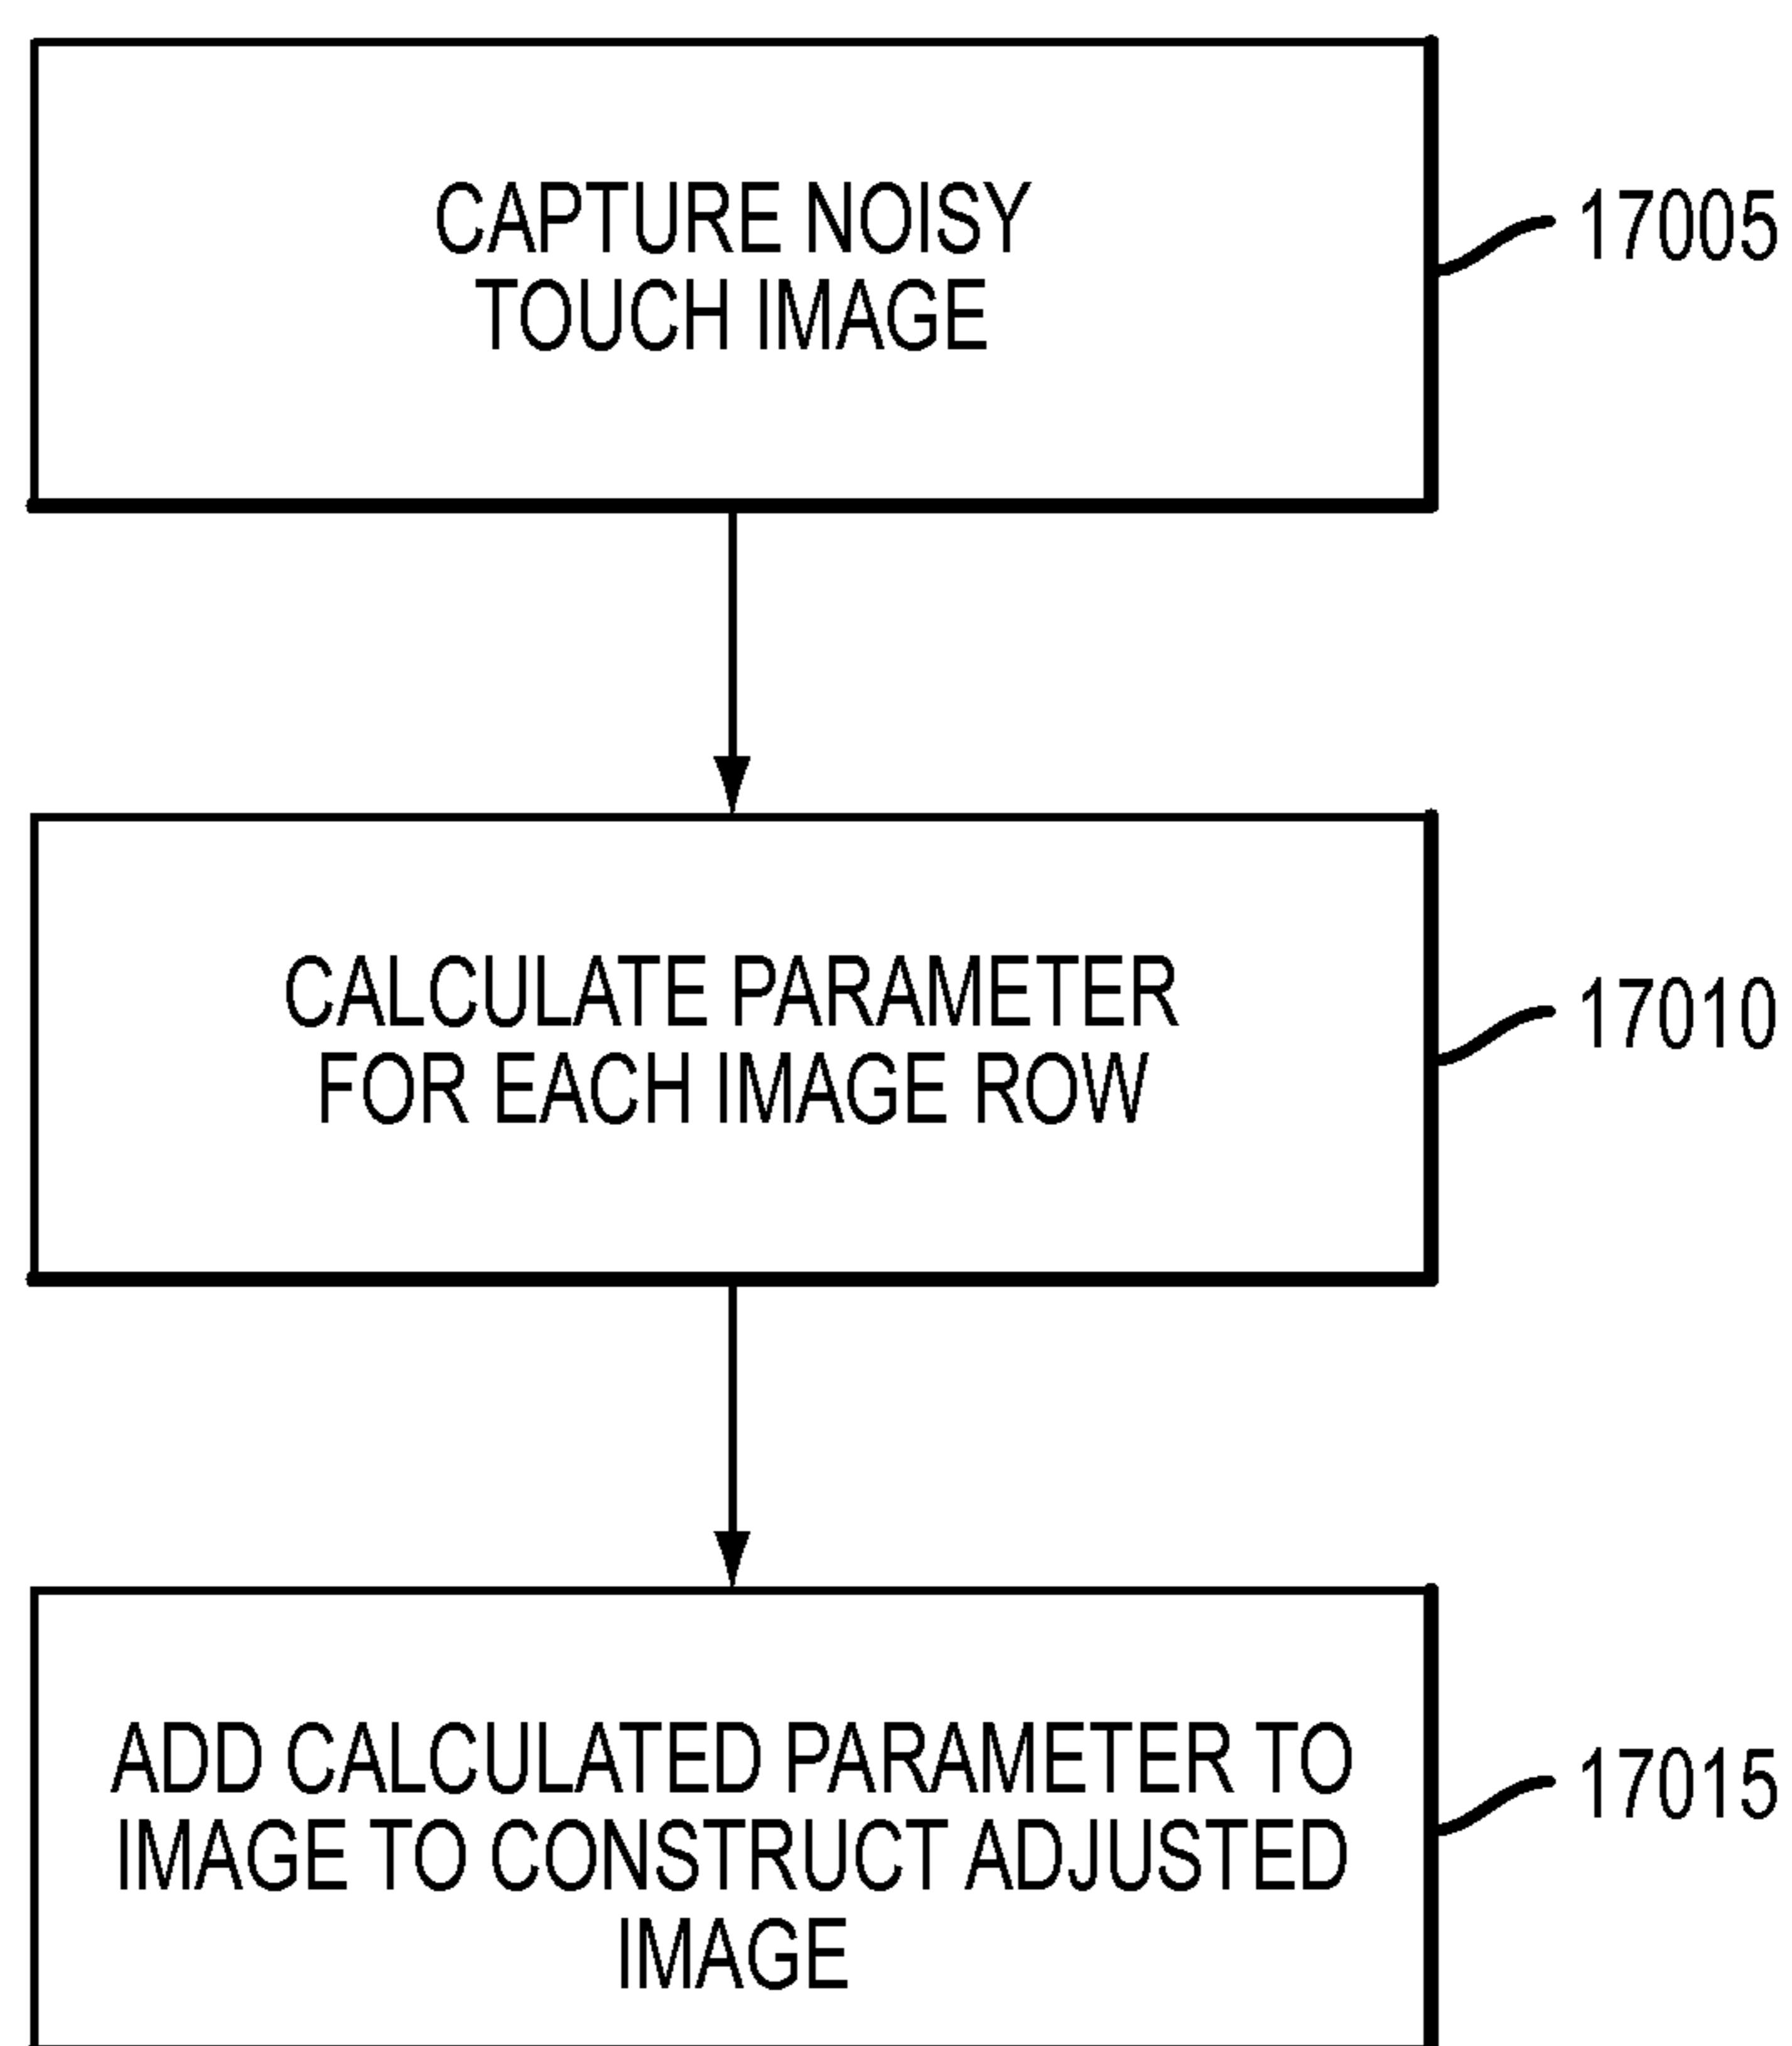 CAPTURE NOISY
TOUCH IMAGE
17005
CALCULATE PARAMETER
FOR EACH IMAGE ROW
17010
ADD CALCULATED PARAMETER TO
IMAGE TO CONSTRUCT ADJUSTED
IMAGE
17015